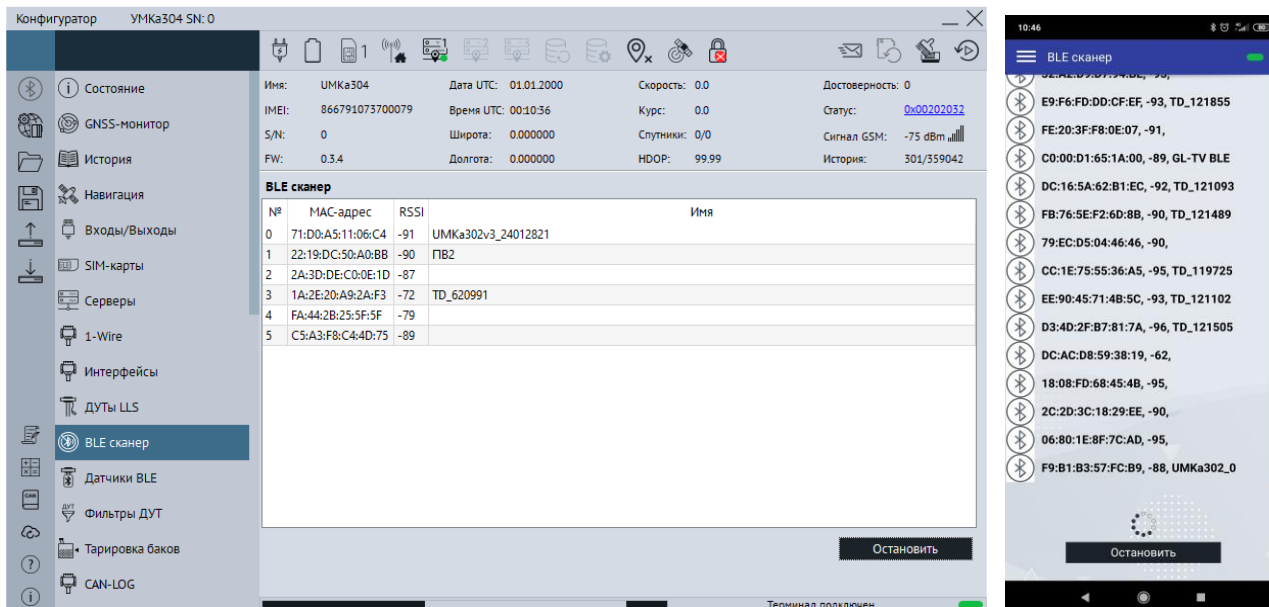 Конфигуратор УМКа304 SN: 0
1
Состояние
GNSS-монитор
История
Навигация
Входы/Выходы
SIM-карты
Серверы
1-Wire
Интерфейсы
ДУТы LLS
BLE сканер
Датчики BLE
Фильтры ДУТ
Тарировка баков
CAN-LOG
CAN
ДУТ
Имя: UMKa304 Дата UTC: 01.01.2000 Скорость: 0.0 Достоверность: 0
IMEI: 866791073700079 Время UTC: 00:10:36 Курс: 0.0 Статус: 0x00202032
S/N: 0 Широта: 0.000000 Спутники: 0/0 Сигнал GSM: -75 dBm
FW: 0.3.4 Долгота: 0.000000 HDOP: 99.99 История: 301/359042
BLE сканер
№ MAC-адрес RSSI Имя
0 71:D0:A5:11:06:C4 -91 UMKa302v3_24012821
1 22:19:DC:50:A0:BB -90 ПВ2
2 2A:3D:DE:C0:0E:1D -87
3 1A:2E:20:A9:2A:F3 -72 TD_620991
4 FA:44:2B:25:5F:5F -79
5 C5:A3:F8:C4:4D:75 -89
Остановить
Терминал подключен
10:46
BLE сканер
E9:F6:FD:DD:CF:EF, -93, TD_121855
FE:20:3F:F8:0E:07, -91,
C0:00:D1:65:1A:00, -89, GL-TV BLE
DC:16:5A:62:B1:EC, -92, TD_121093
FB:76:5E:F2:6D:8B, -90, TD_121489
79:EC:D5:04:46:46, -90,
CC:1E:75:55:36:A5, -95, TD_119725
EE:90:45:71:4B:5C, -93, TD_121102
D3:4D:2F:B7:81:7A, -96, TD_121505
DC:AC:D8:59:38:19, -62,
18:08:FD:68:45:4B, -95,
2C:2D:3C:18:29:EE, -90,
06:80:1E:8F:7C:AD, -95,
F9:B1:B3:57:FC:B9, -88, UMKa302_0
Остановить